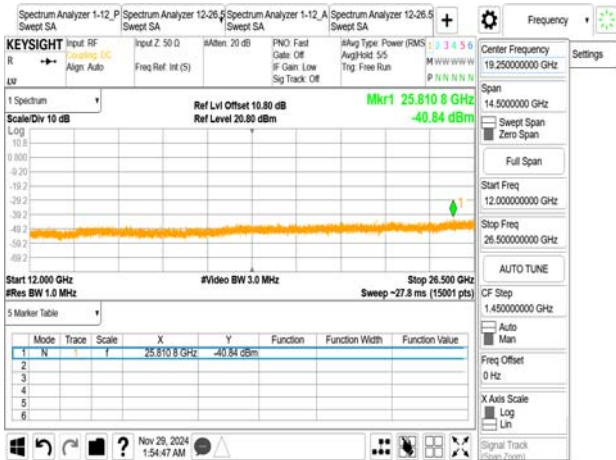 Spectrum Analyzer 1-12_P
Swept SA
Spectrum Analyzer 12-26.5
Swept SA
Spectrum Analyzer 1-12_A
Swept SA
Spectrum Analyzer 12-26.5
Swept SA
Frequency
KEYSIGHT
R
Input: RF
Coupling: DC
Align: Auto
Input Z: 50 Ω
Freq Ref: Int (S)
#Atten: 20 dB
PNO: Fast
Gate: Off
IF Gain: Low
Sig Track: Off
#Avg Type: Power (RMS
Avg|Hold: 5/5
Trig: Free Run
1 2 3 4 5 6
M W W W W W
P N N N N N
1 Spectrum
Scale/Div 10 dB
Ref Lvl Offset 10.80 dB
Ref Level 20.80 dBm
Mkr1 25.810 8 GHz
-40.84 dBm
Log
10.8
0.800
-9.20
-19.2
-29.2
-39.2
-49.2
-59.2
-69.2
1
Start 12.000 GHz
#Res BW 1.0 MHz
#Video BW 3.0 MHz
Stop 26.500 GHz
Sweep ~27.8 ms (15001 pts)
5 Marker Table
Mode Trace Scale X Y Function Function Width Function Value
1 N 1 f 25.810 8 GHz -40.84 dBm
2
3
4
5
6
Nov 29, 2024
1:54:47 AM
Center Frequency
19.250000000 GHz
Settings
Span
14.5000000 GHz
Swept Span
Zero Span
Full Span
Start Freq
12.000000000 GHz
Stop Freq
26.500000000 GHz
AUTO TUNE
CF Step
1.450000000 GHz
Auto
Man
Freq Offset
0 Hz
X Axis Scale
Log
Lin
Signal Track
(Span Zoom)